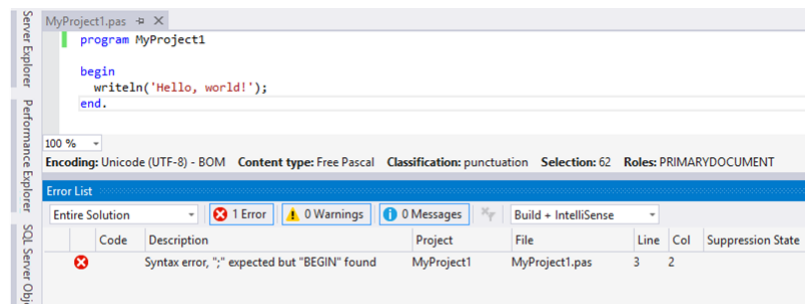 Server Explorer
Performance Explorer
SQL Server Obj
MyProject1.pas
program MyProject1
begin
writeln('Hello, world!');
end.
100 %
Encoding: Unicode (UTF-8) - BOM Content type: Free Pascal Classification: punctuation Selection: 62 Roles: PRIMARYDOCUMENT
Error List
Entire Solution 1 Error 0 Warnings 0 Messages Build + IntelliSense
Code Description Project File Line Col Suppression State
Syntax error, ";" expected but "BEGIN" found MyProject1 MyProject1.pas 3 2